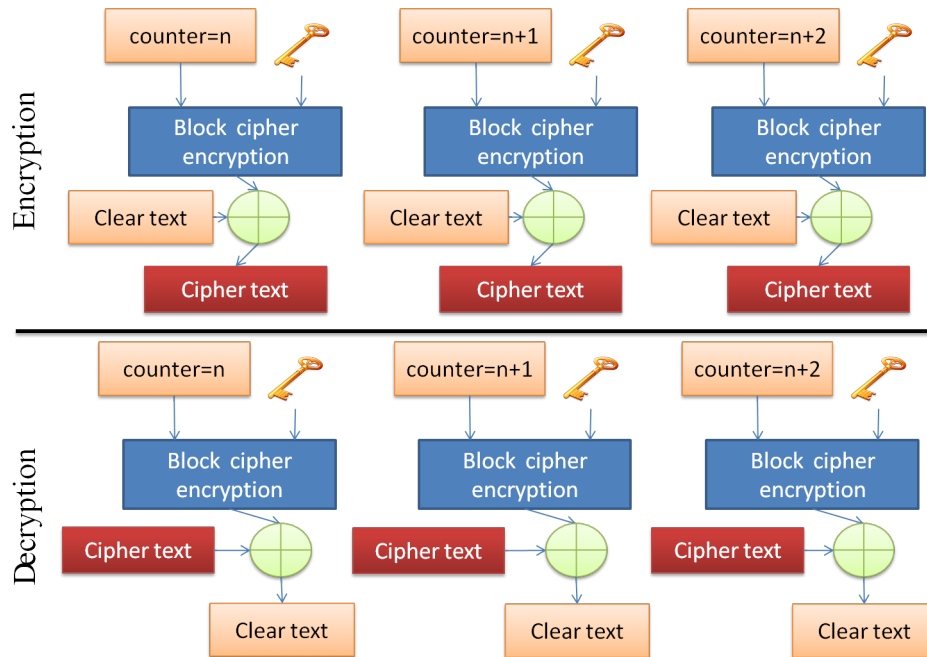 Encryption
counter=n
counter=n+1
counter=n+2
Block cipher
encryption
Block cipher
encryption
Block cipher
encryption
Clear text
Clear text
Clear text
Cipher text
Cipher text
Cipher text
Decryption
counter=n
counter=n+1
counter=n+2
Block cipher
encryption
Block cipher
encryption
Block cipher
encryption
Cipher text
Cipher text
Cipher text
Clear text
Clear text
Clear text